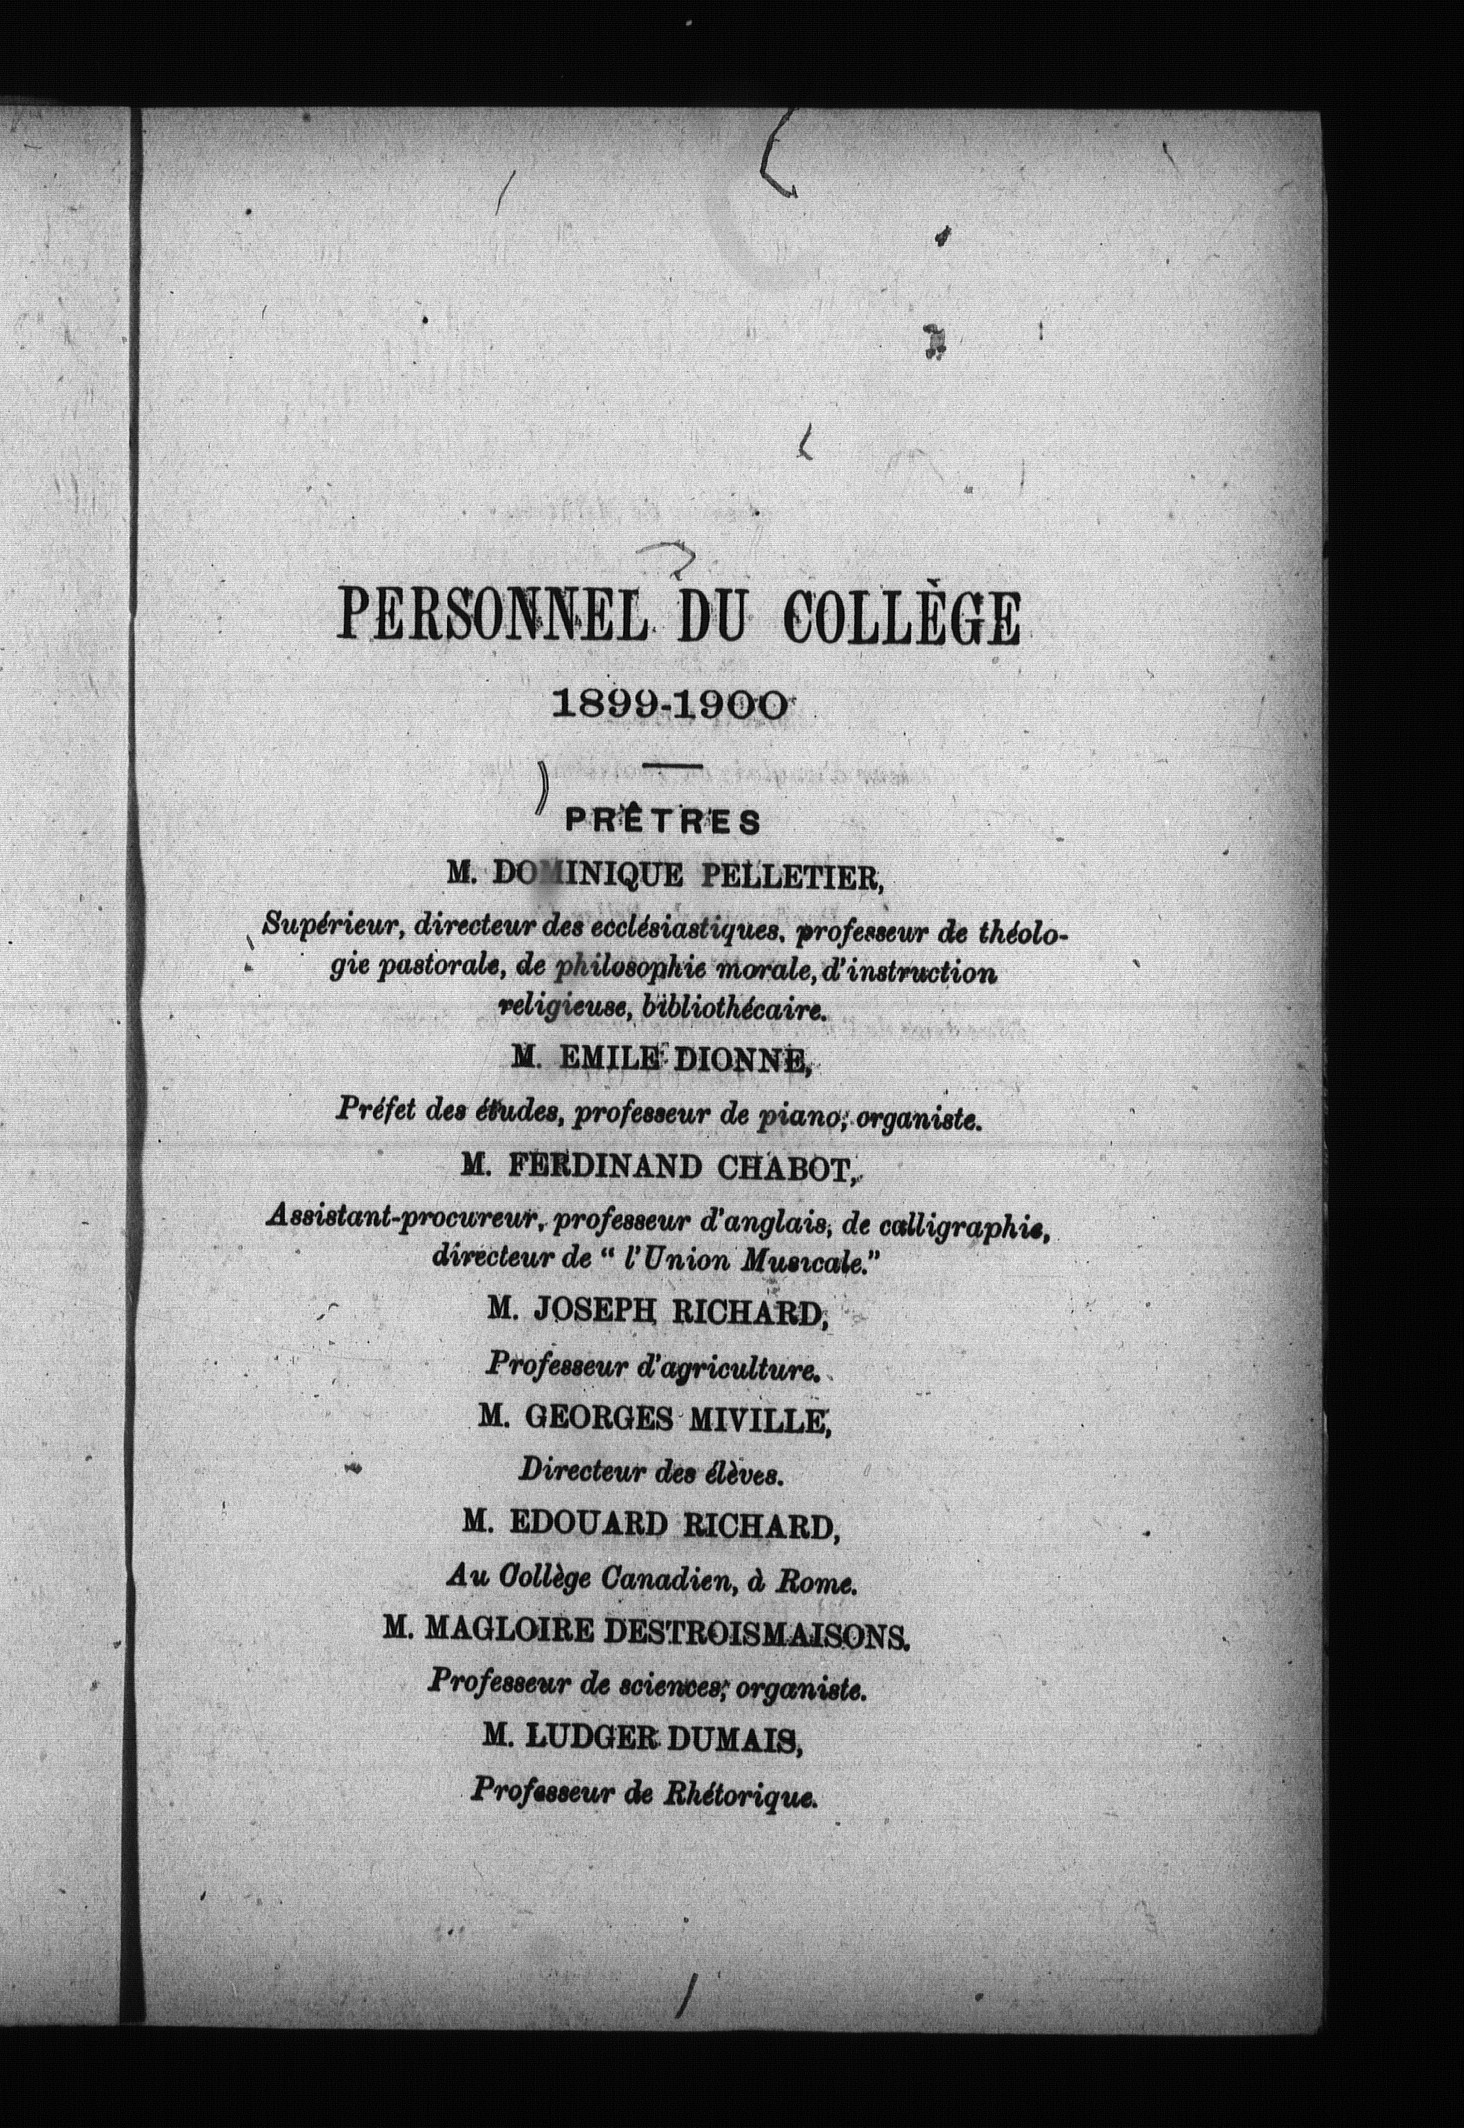 PERSONNEL DU COLLÈGE
1899-1900
PRÊTRES
M. DOMINIQUE PELLETIER,
Supérieur, directeur des ecclésiastiques, professeur de théolo-
gie pastorale, de philosophie morale, d'instruction
religieuse, bibliothécaire.
M. EMILE DIONNE,
Préfet des études, professeur de piano, organiste.
M. FERDINAND CHABOT,
Assistant-procureur, professeur d'anglais, de calligraphie,
directeur de “ l'Union Musicale.”
M. JOSEPH RICHARD,
Professeur d'agriculture.
M. GEORGES MIVILLE,
Directeur des élèves.
M. EDOUARD RICHARD,
Au Collège Canadien, à Rome.
M. MAGLOIRE DESTROISMAISONS.
Professeur de sciences, organiste.
M. LUDGER DUMAIS,
Professeur de Rhétorique.